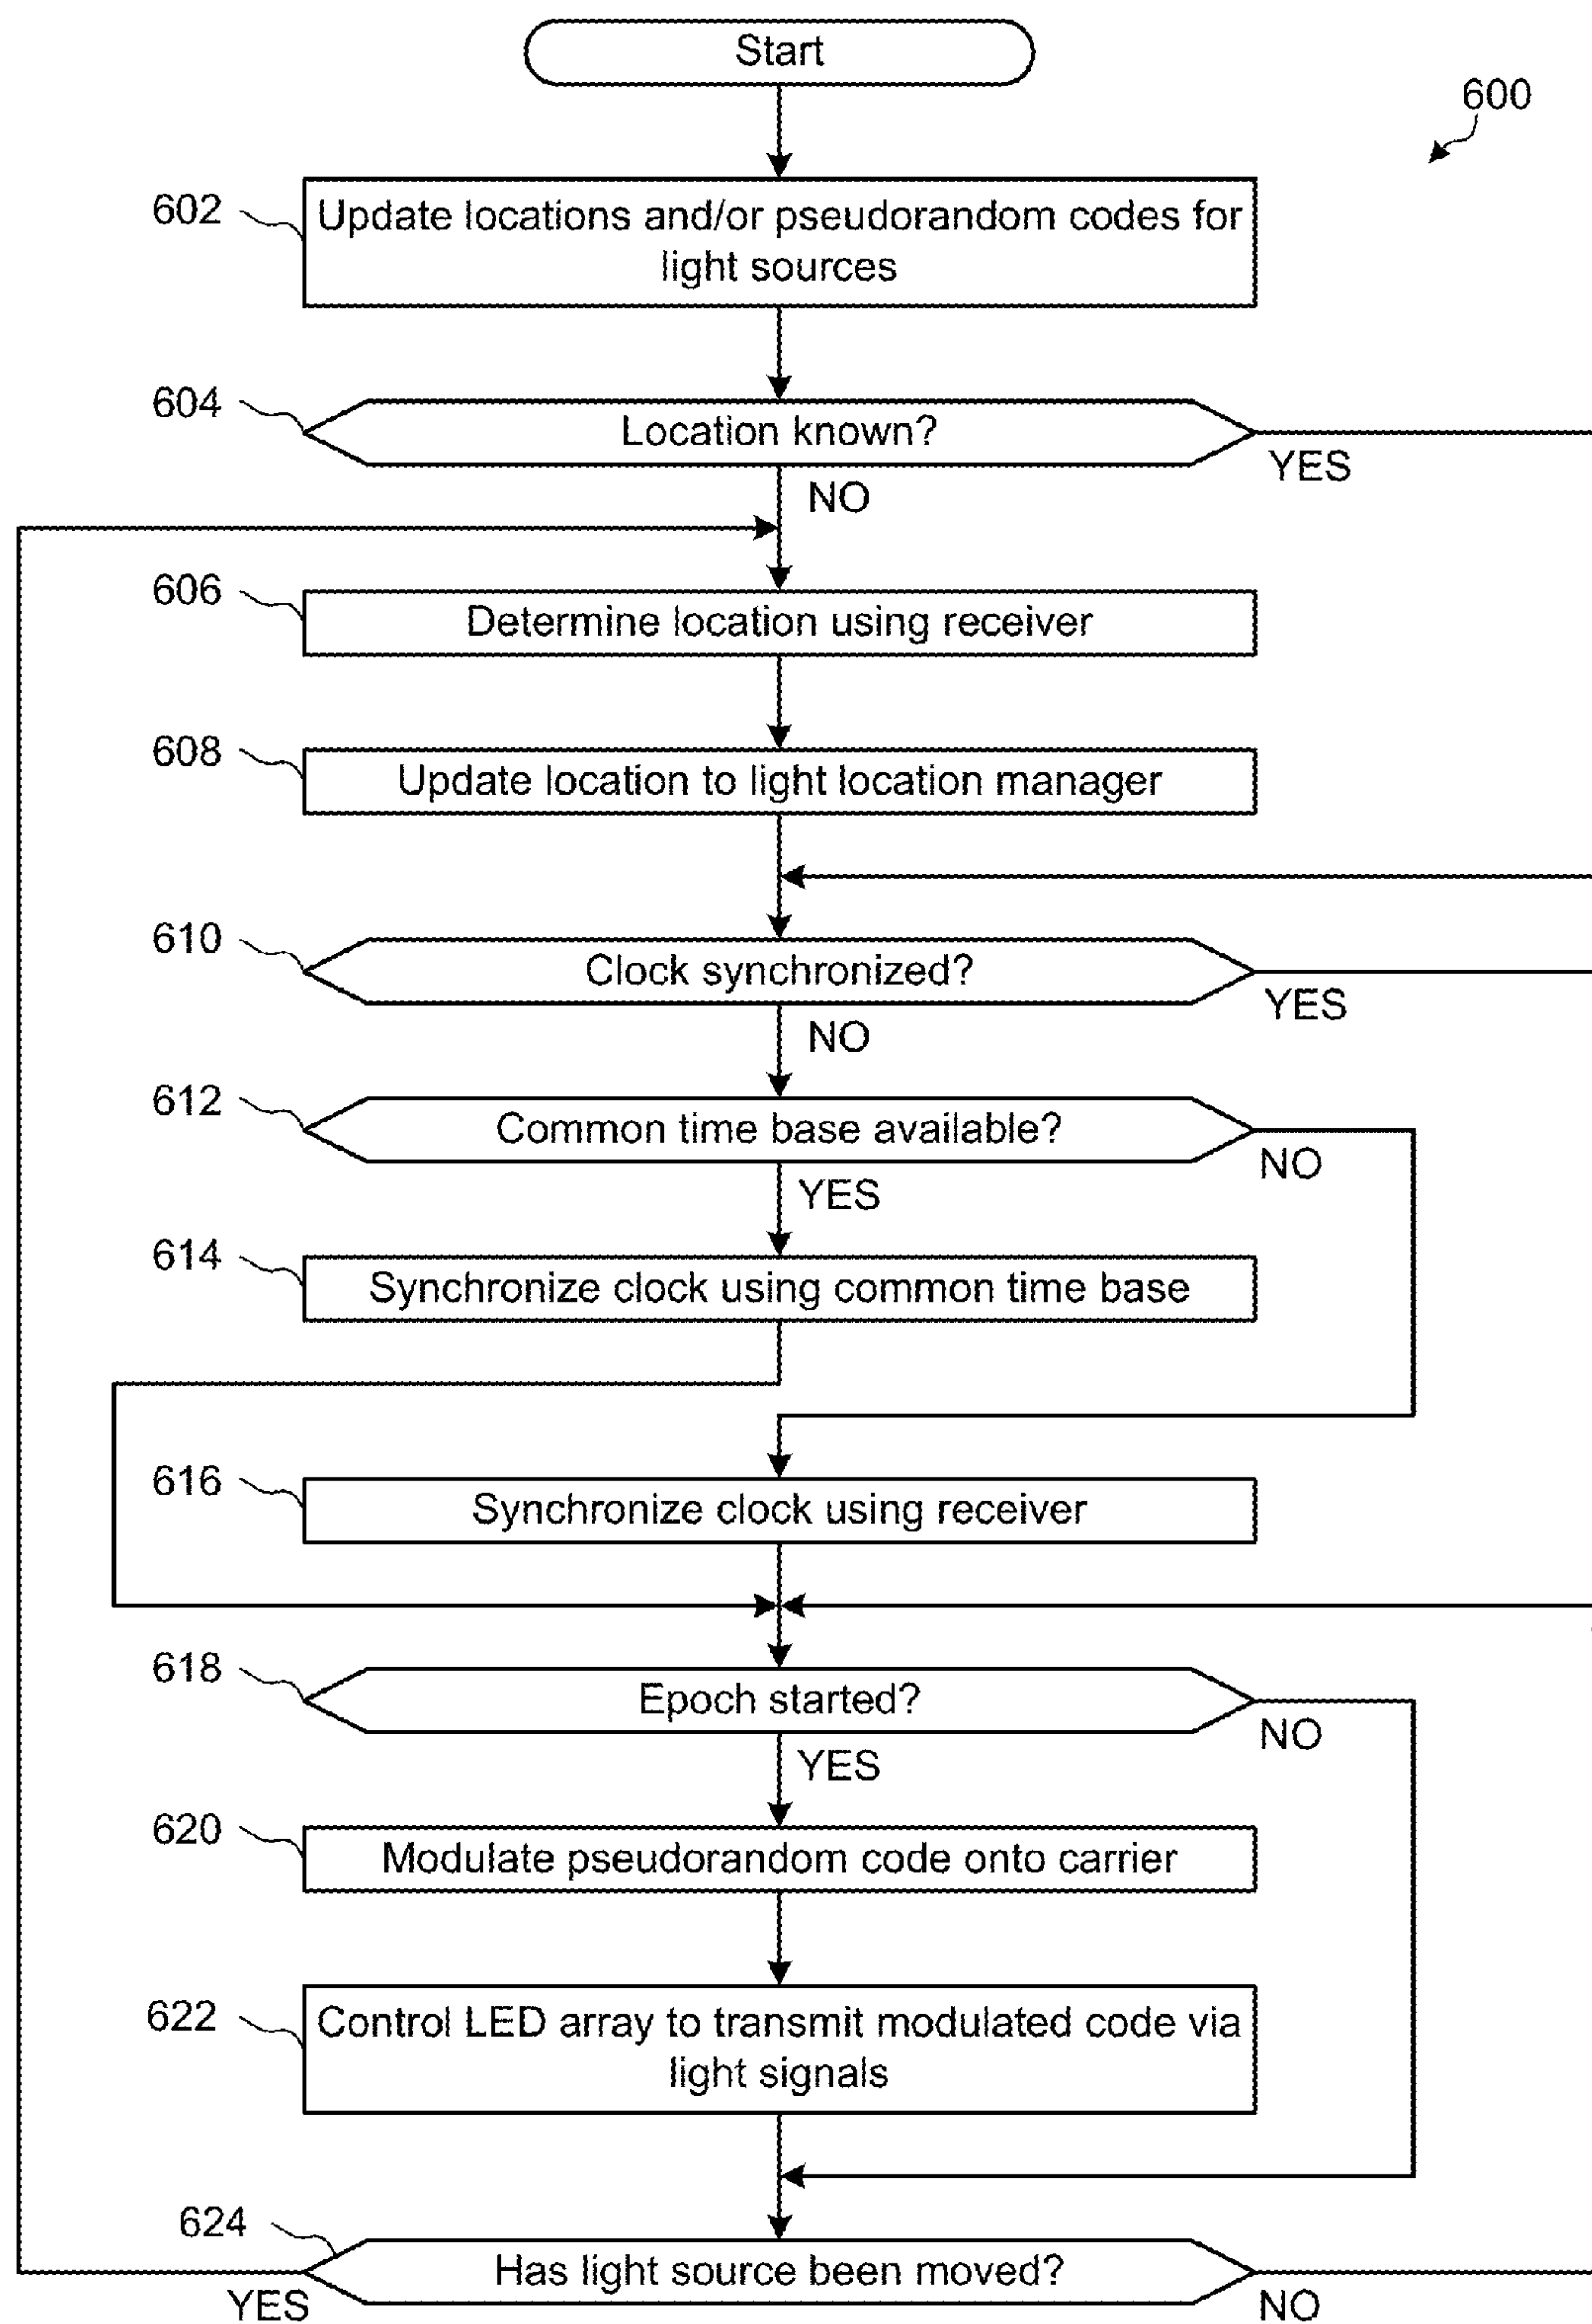 Start
600
602
Update locations and/or pseudorandom codes for
light sources
604
Location known?
YES
NO
606
Determine location using receiver
608
Update location to light location manager
610
Clock synchronized?
YES
NO
612
Common time base available?
NO
YES
614
Synchronize clock using common time base
616
Synchronize clock using receiver
618
Epoch started?
NO
YES
620
Modulate pseudorandom code onto carrier
622
Control LED array to transmit modulated code via
light signals
624
Has light source been moved?
YES
NO